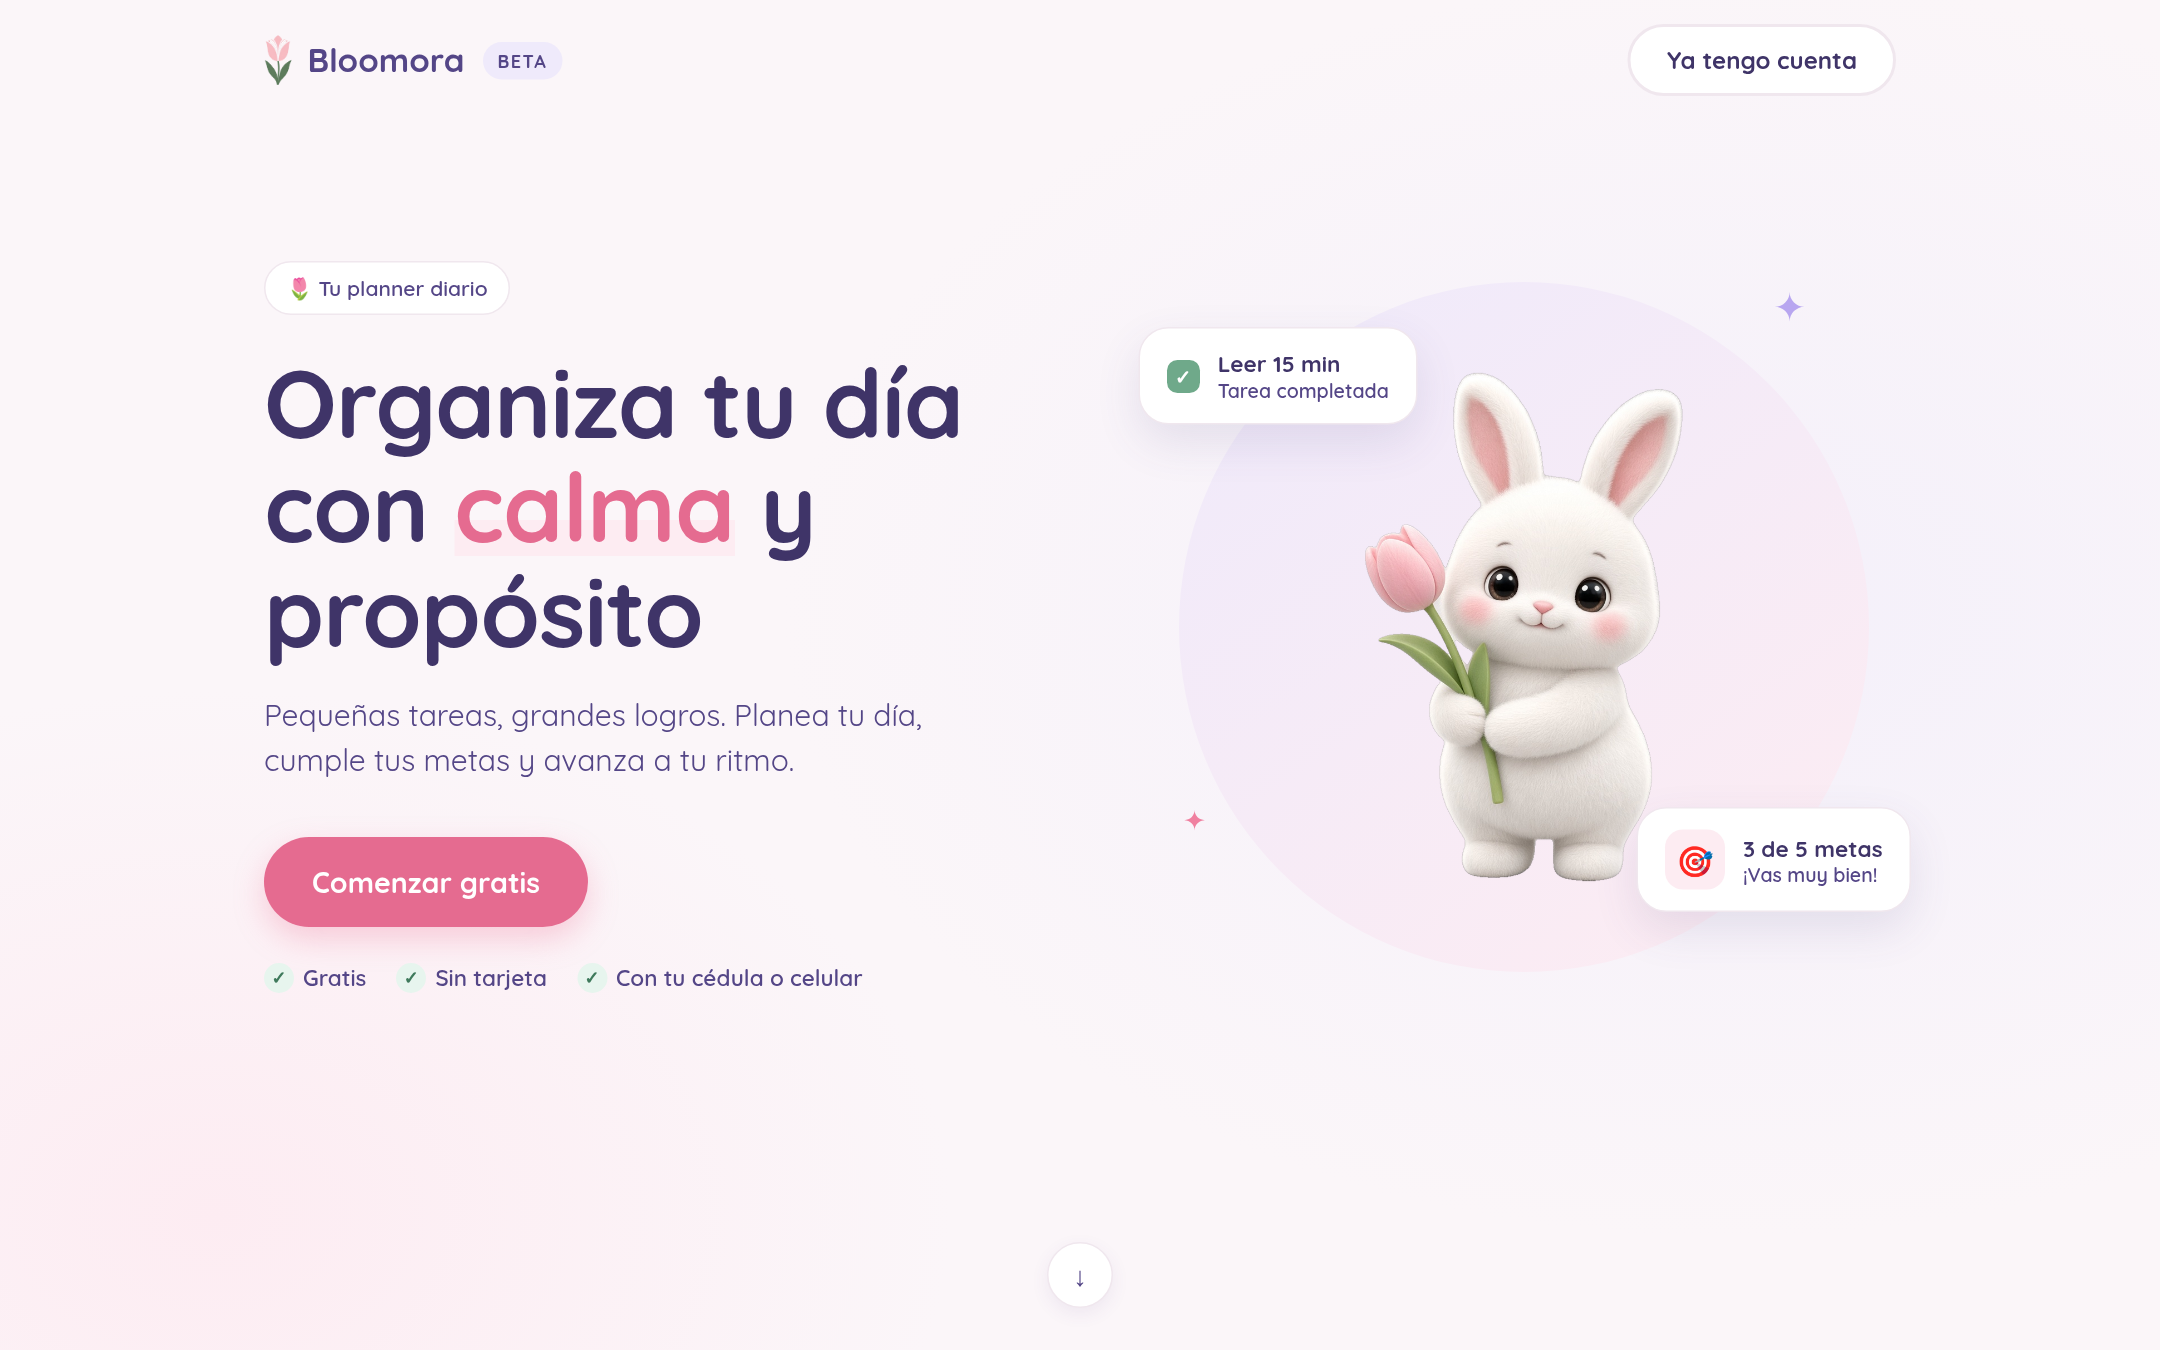 Bloomora BETA
Ya tengo cuenta
Tu planner diario
Organiza tu día
con calma y
propósito
Pequeñas tareas, grandes logros. Planea tu día,
cumple tus metas y avanza a tu ritmo.
Comenzar gratis
✓ Gratis ✓ Sin tarjeta ✓ Con tu cédula o celular
Leer 15 min
Tarea completada
3 de 5 metas
¡Vas muy bien!
↓